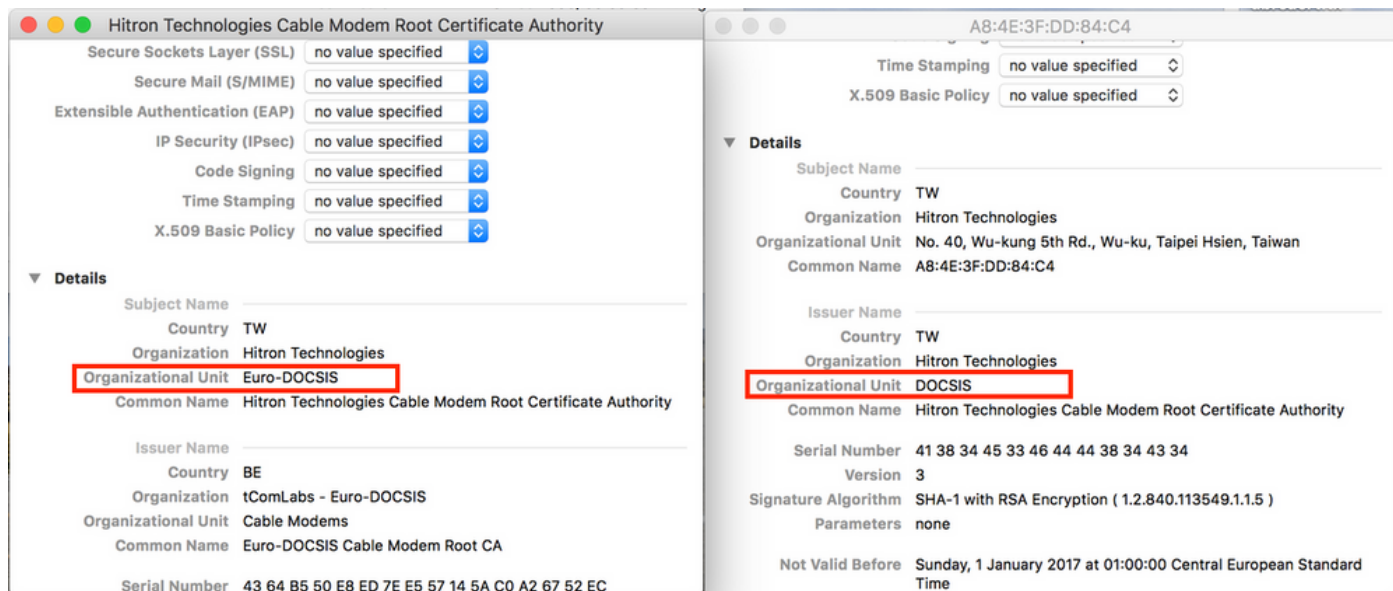 Hitron Technologies Cable Modem Root Certificate Authority
Secure Sockets Layer (SSL) no value specified
Secure Mail (S/MIME) no value specified
Extensible Authentication (EAP) no value specified
IP Security (IPsec) no value specified
Code Signing no value specified
Time Stamping no value specified
X.509 Basic Policy no value specified
Details
Subject Name
Country TW
Organization Hitron Technologies
Organizational Unit Euro-DOCSIS
Common Name Hitron Technologies Cable Modem Root Certificate Authority
Issuer Name
Country BE
Organization tComLabs - Euro-DOCSIS
Organizational Unit Cable Modems
Common Name Euro-DOCSIS Cable Modem Root CA
Serial Number 43 64 B5 50 E8 ED 7E E5 57 14 5A C0 A2 67 52 EC
A8:4E:3F:DD:84:C4
Time Stamping no value specified
X.509 Basic Policy no value specified
Details
Subject Name
Country TW
Organization Hitron Technologies
Organizational Unit No. 40, Wu-kung 5th Rd., Wu-ku, Taipei Hsien, Taiwan
Common Name A8:4E:3F:DD:84:C4
Issuer Name
Country TW
Organization Hitron Technologies
Organizational Unit DOCSIS
Common Name Hitron Technologies Cable Modem Root Certificate Authority
Serial Number 41 38 34 45 33 46 44 44 38 34 43 34
Version 3
Signature Algorithm SHA-1 with RSA Encryption ( 1.2.840.113549.1.1.5 )
Parameters none
Not Valid Before Sunday, 1 January 2017 at 01:00:00 Central European Standard
Time